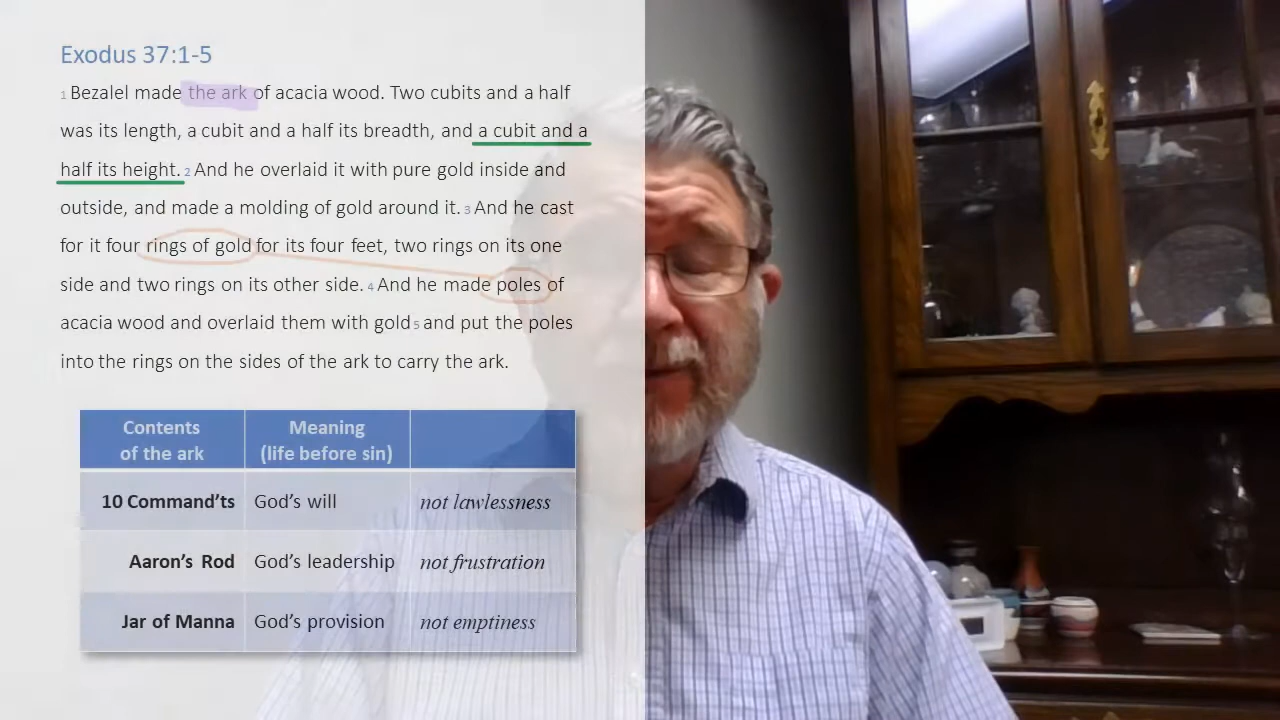 Exodus 37:1-5
1 Bezalel made the ark of acacia wood. Two cubits and a half
was its length, a cubit and a half its breadth, and a cubit and a
half its height. 2 And he overlaid it with pure gold inside and
outside, and made a molding of gold around it. 3 And he cast
for it four rings of gold for its four feet, two rings on its one
side and two rings on its other side. 4 And he made poles of
acacia wood and overlaid them with gold 5 and put the poles
into the rings on the sides of the ark to carry the ark.
Contents of the ark
Meaning (life before sin)
10 Command'ts God's will not lawlessness
Aaron's Rod God's leadership not frustration
Jar of Manna God's provision not emptiness